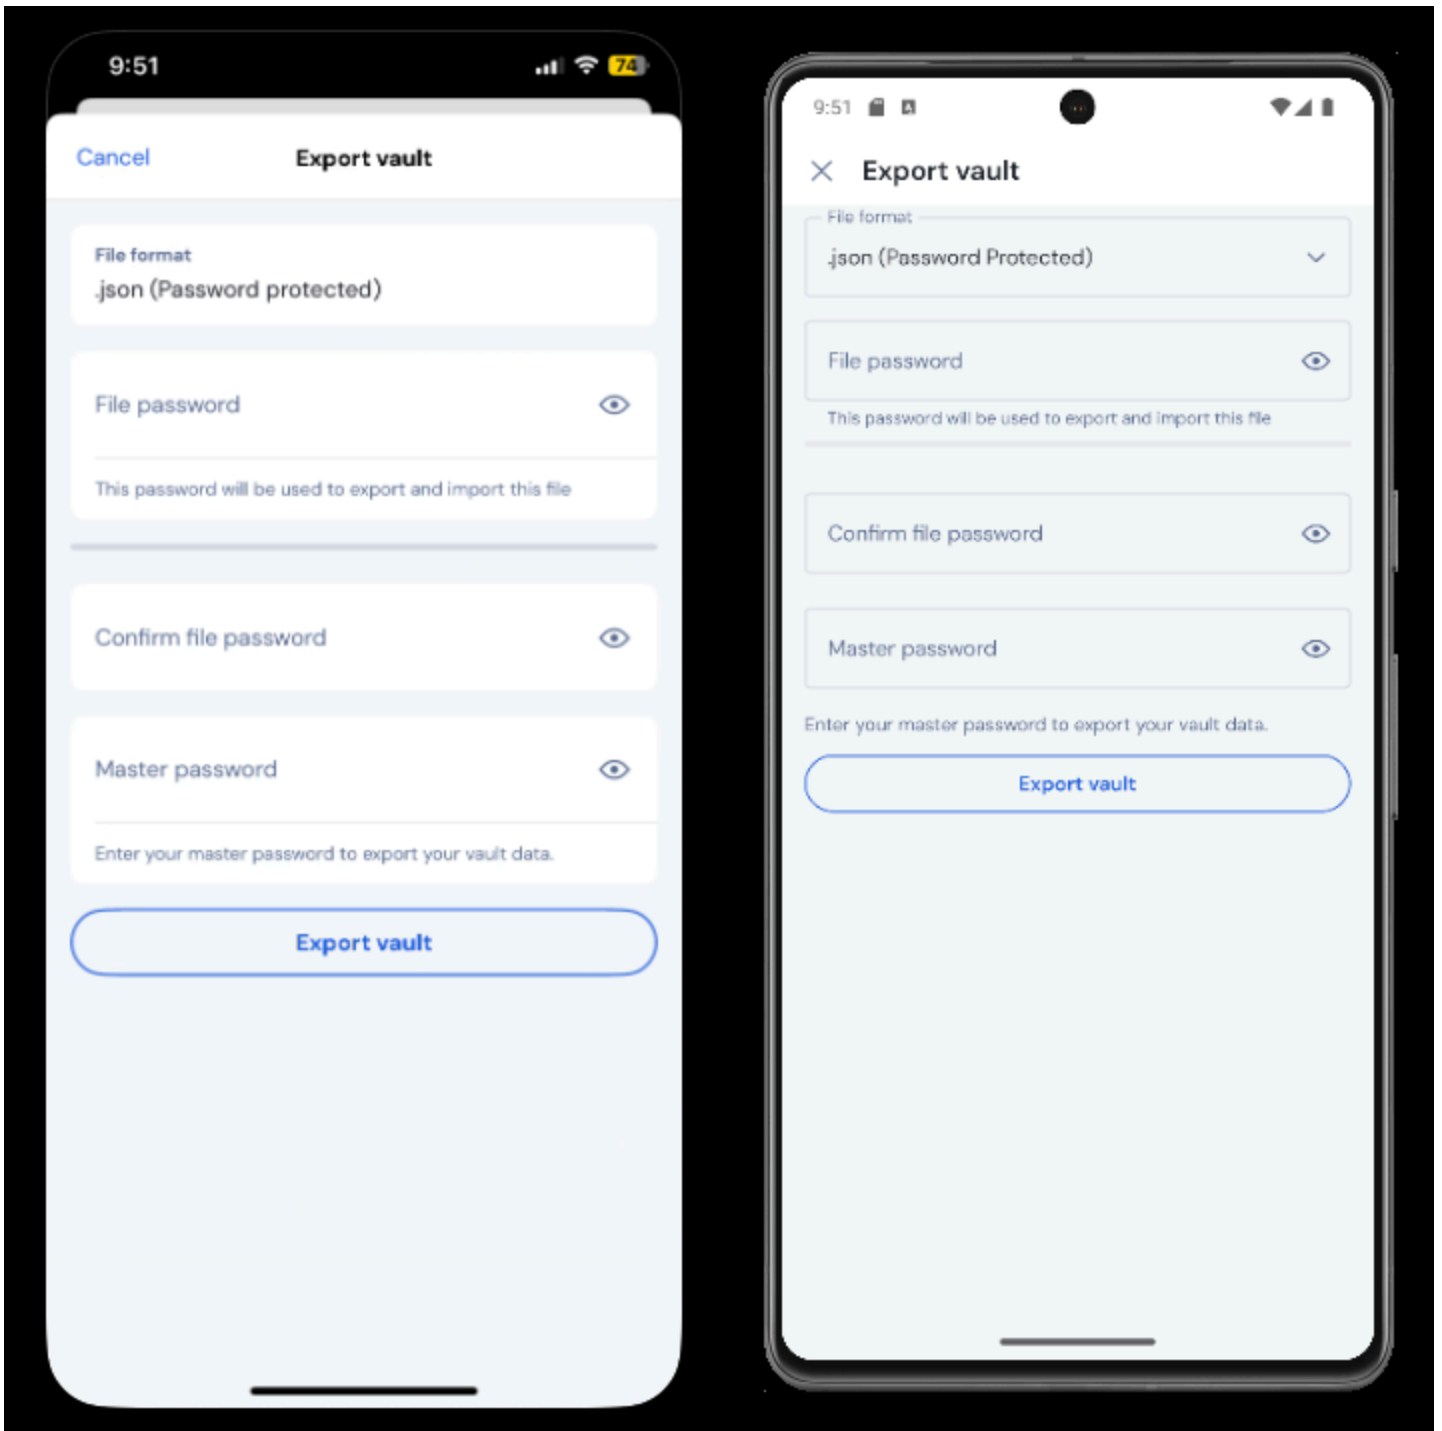 9:51
74
Cancel
Export vault
File format
.json (Password protected)
File password
This password will be used to export and import this file
Confirm file password
Master password
Enter your master password to export your vault data.
Export vault
9:51
A
Export vault
File format
.json (Password Protected)
File password
This password will be used to export and import this file
Confirm file password
Master password
Enter your master password to export your vault data.
Export vault